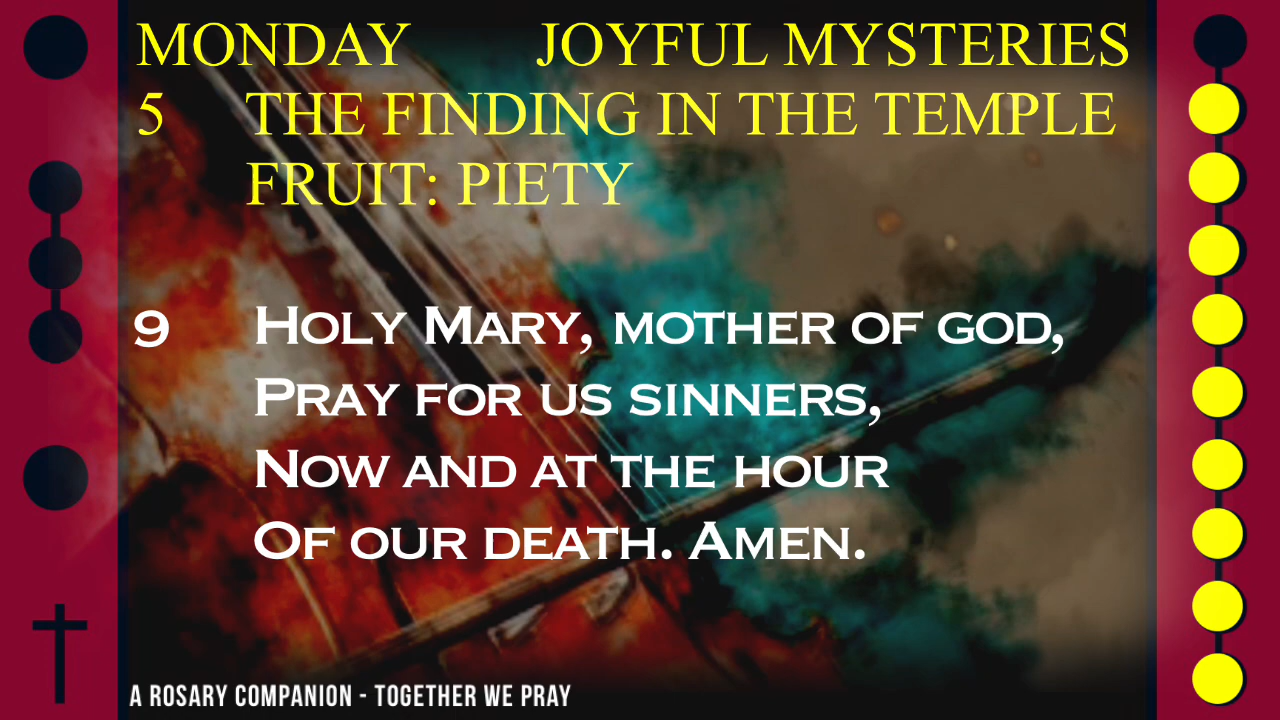 MONDAY JOYFUL MYSTERIES
5 THE FINDING IN THE TEMPLE
FRUIT: PIETY
9 HOLY MARY, MOTHER OF GOD,
PRAY FOR US SINNERS,
NOW AND AT THE HOUR
OF OUR DEATH. AMEN.
A ROSARY COMPANION - TOGETHER WE PRAY